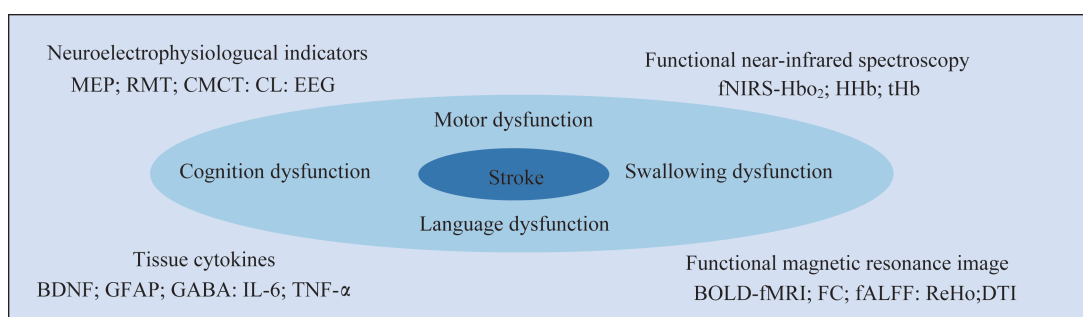 Neuroelectrophysiologucal indicators
MEP; RMT; CMCT: CL: EEG
Functional near-infrared spectroscopy
fNIRS-Hbo₂; HHb; tHb
Motor dysfunction
Cognition dysfunction
Stroke
Swallowing dysfunction
Language dysfunction
Tissue cytokines
BDNF; GFAP; GABA: IL-6; TNF-α
Functional magnetic resonance image
BOLD-fMRI; FC; fALFF: ReHo;DTI